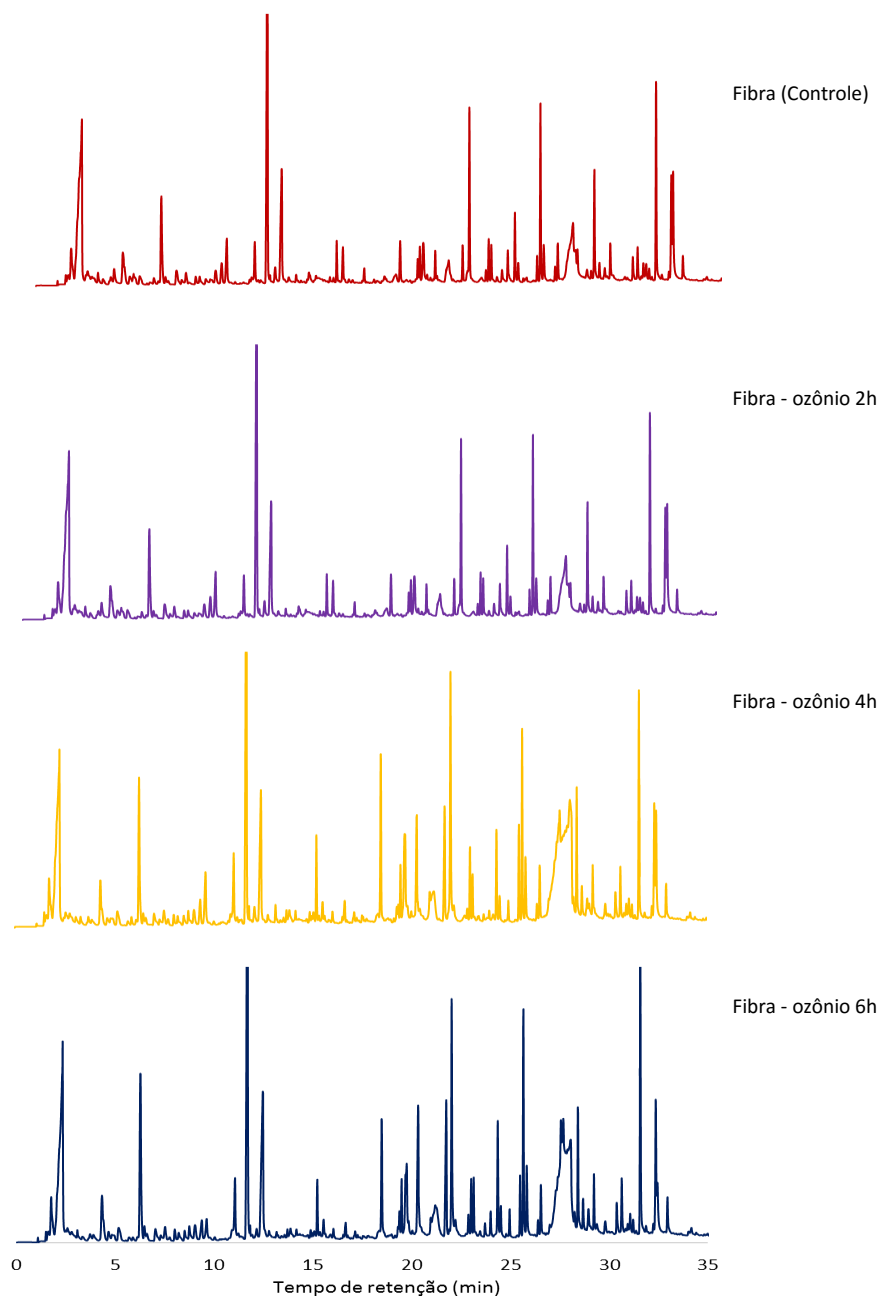 Fibra (Controle)
Fibra - ozônio 2h
Fibra - ozônio 4h
Fibra - ozônio 6h
0 5 10 15 20 25 30 35
Tempo de retenção (min)